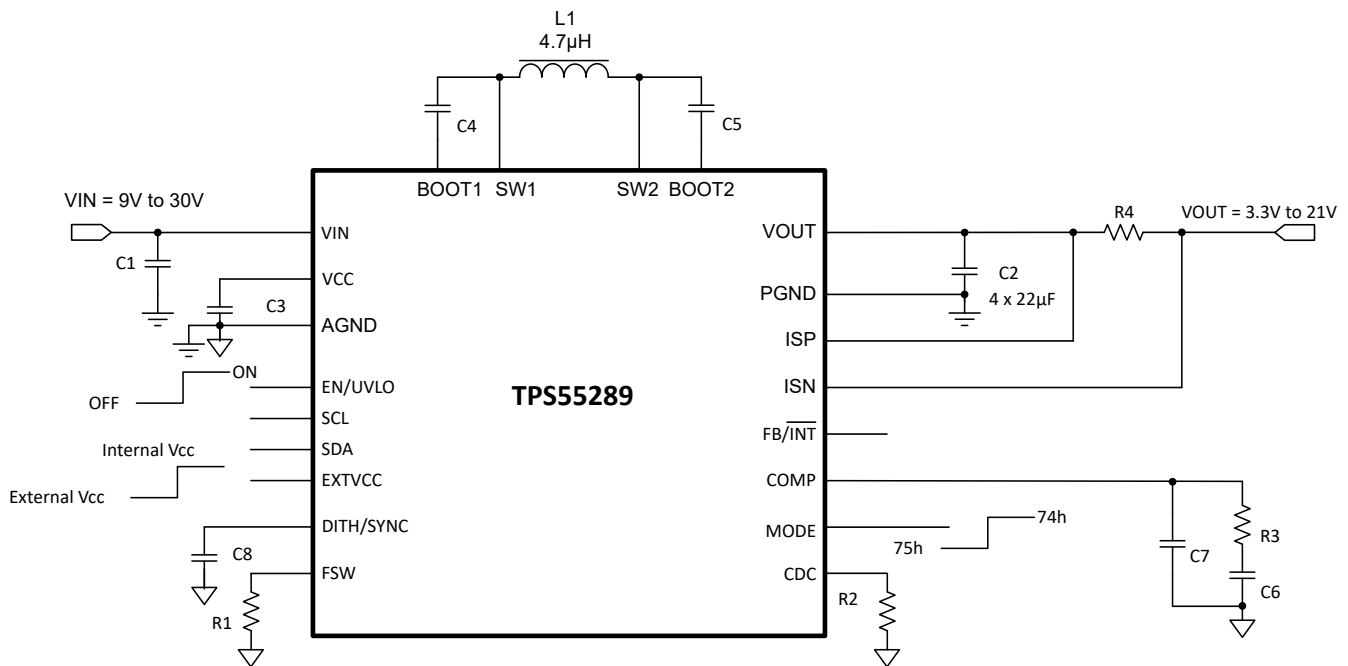 L1
4.7µH
C4
C5
BOOT1 SW1 SW2 BOOT2
VIN = 9V to 30V
C1
C3
VIN
VCC
AGND
ON
OFF
EN/UVLO
SCL
SDA
Internal Vcc
External Vcc
EXTVCC
DITH/SYNC
C8
FSW
R1
TPS55289
VOUT
PGND
ISP
ISN
FB/INT
COMP
MODE
CDC
R4
VOUT = 3.3V to 21V
C2
4 x 22µF
74h
75h
R2
C7
R3
C6